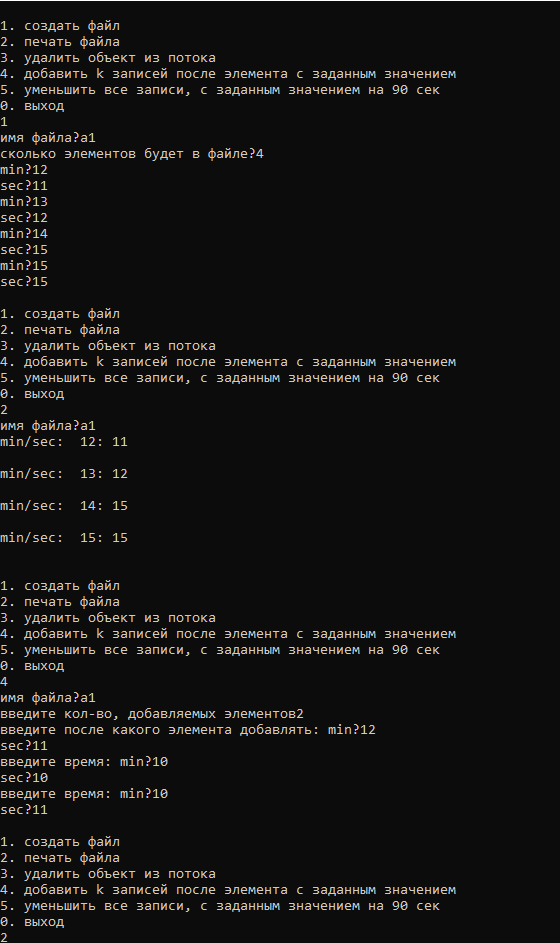 1. создать файл
2. печать файла
3. удалить объект из потока
4. добавить k записей после элемента с заданным значением
5. уменьшить все записи, с заданным значением на 90 сек
0. выход
1
имя файла?a1
сколько элементов будет в файле?4
min?12
sec?11
min?13
sec?12
min?14
sec?15
min?15
sec?15
1. создать файл
2. печать файла
3. удалить объект из потока
4. добавить k записей после элемента с заданным значением
5. уменьшить все записи, с заданным значением на 90 сек
0. выход
2
имя файла?a1
min/sec:  12: 11
min/sec:  13: 12
min/sec:  14: 15
min/sec:  15: 15
1. создать файл
2. печать файла
3. удалить объект из потока
4. добавить k записей после элемента с заданным значением
5. уменьшить все записи, с заданным значением на 90 сек
0. выход
4
имя файла?a1
введите кол-во, добавляемых элементов2
введите после какого элемента добавлять: min?12
sec?11
введите время: min?10
sec?10
введите время: min?10
sec?11
1. создать файл
2. печать файла
3. удалить объект из потока
4. добавить k записей после элемента с заданным значением
5. уменьшить все записи, с заданным значением на 90 сек
0. выход
2